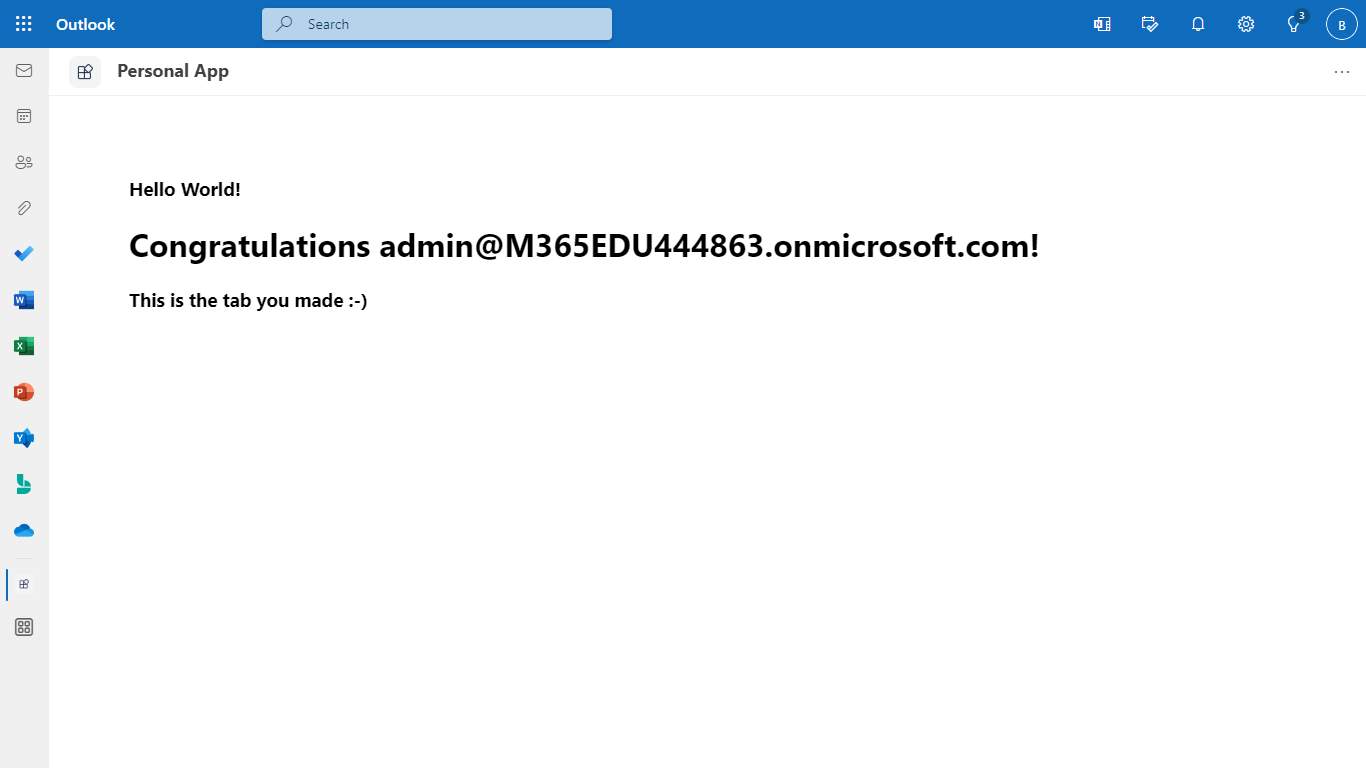 Outlook
Search
3
B
Personal App
Hello World!
Congratulations admin@M365EDU444863.onmicrosoft.com!
This is the tab you made :-)